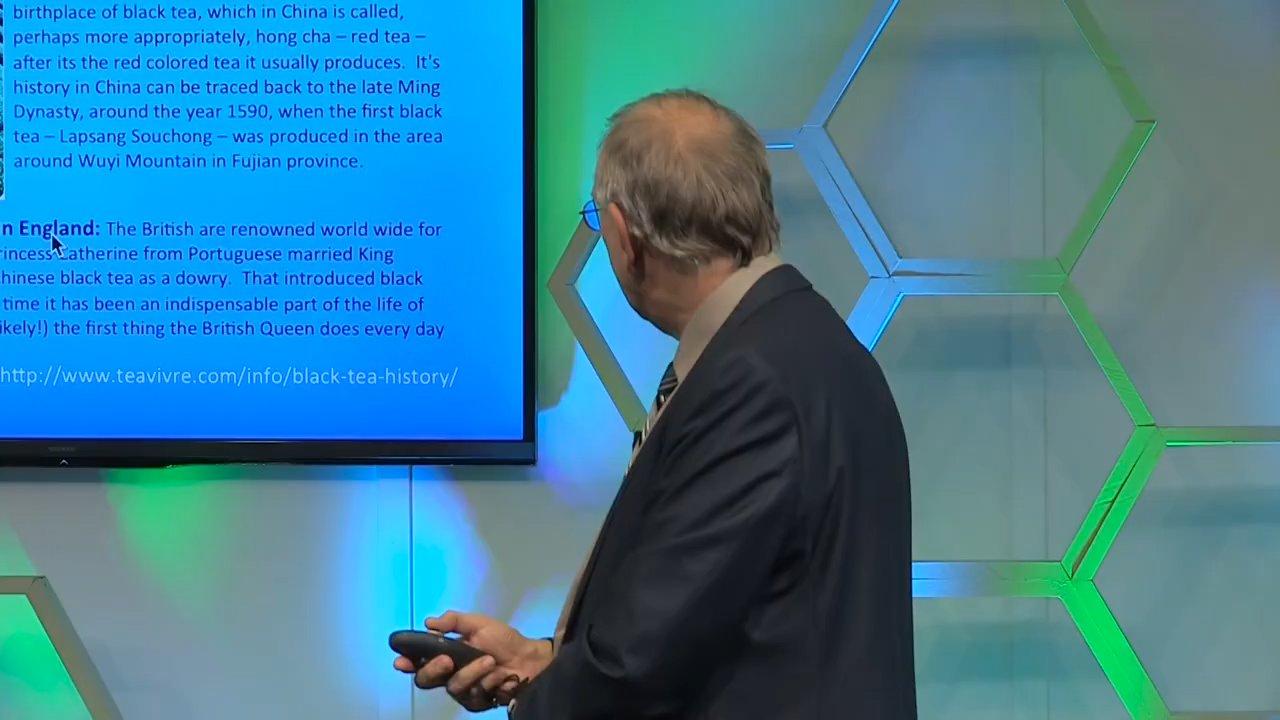 birthplace of black tea, which in China is called,
perhaps more appropriately, hong cha – red tea –
after its the red colored tea it usually produces. It's
history in China can be traced back to the late Ming
Dynasty, around the year 1590, when the first black
tea – Lapsang Souchong – was produced in the area
around Wuyi Mountain in Fujian province.
n England: The British are renowned world wide for
rincess Catherine from Portuguese married King
hinese black tea as a dowry. That introduced black
time it has been an indispensable part of the life of
ikely!) the first thing the British Queen does every day
http://www.teavivre.com/info/black-tea-history/